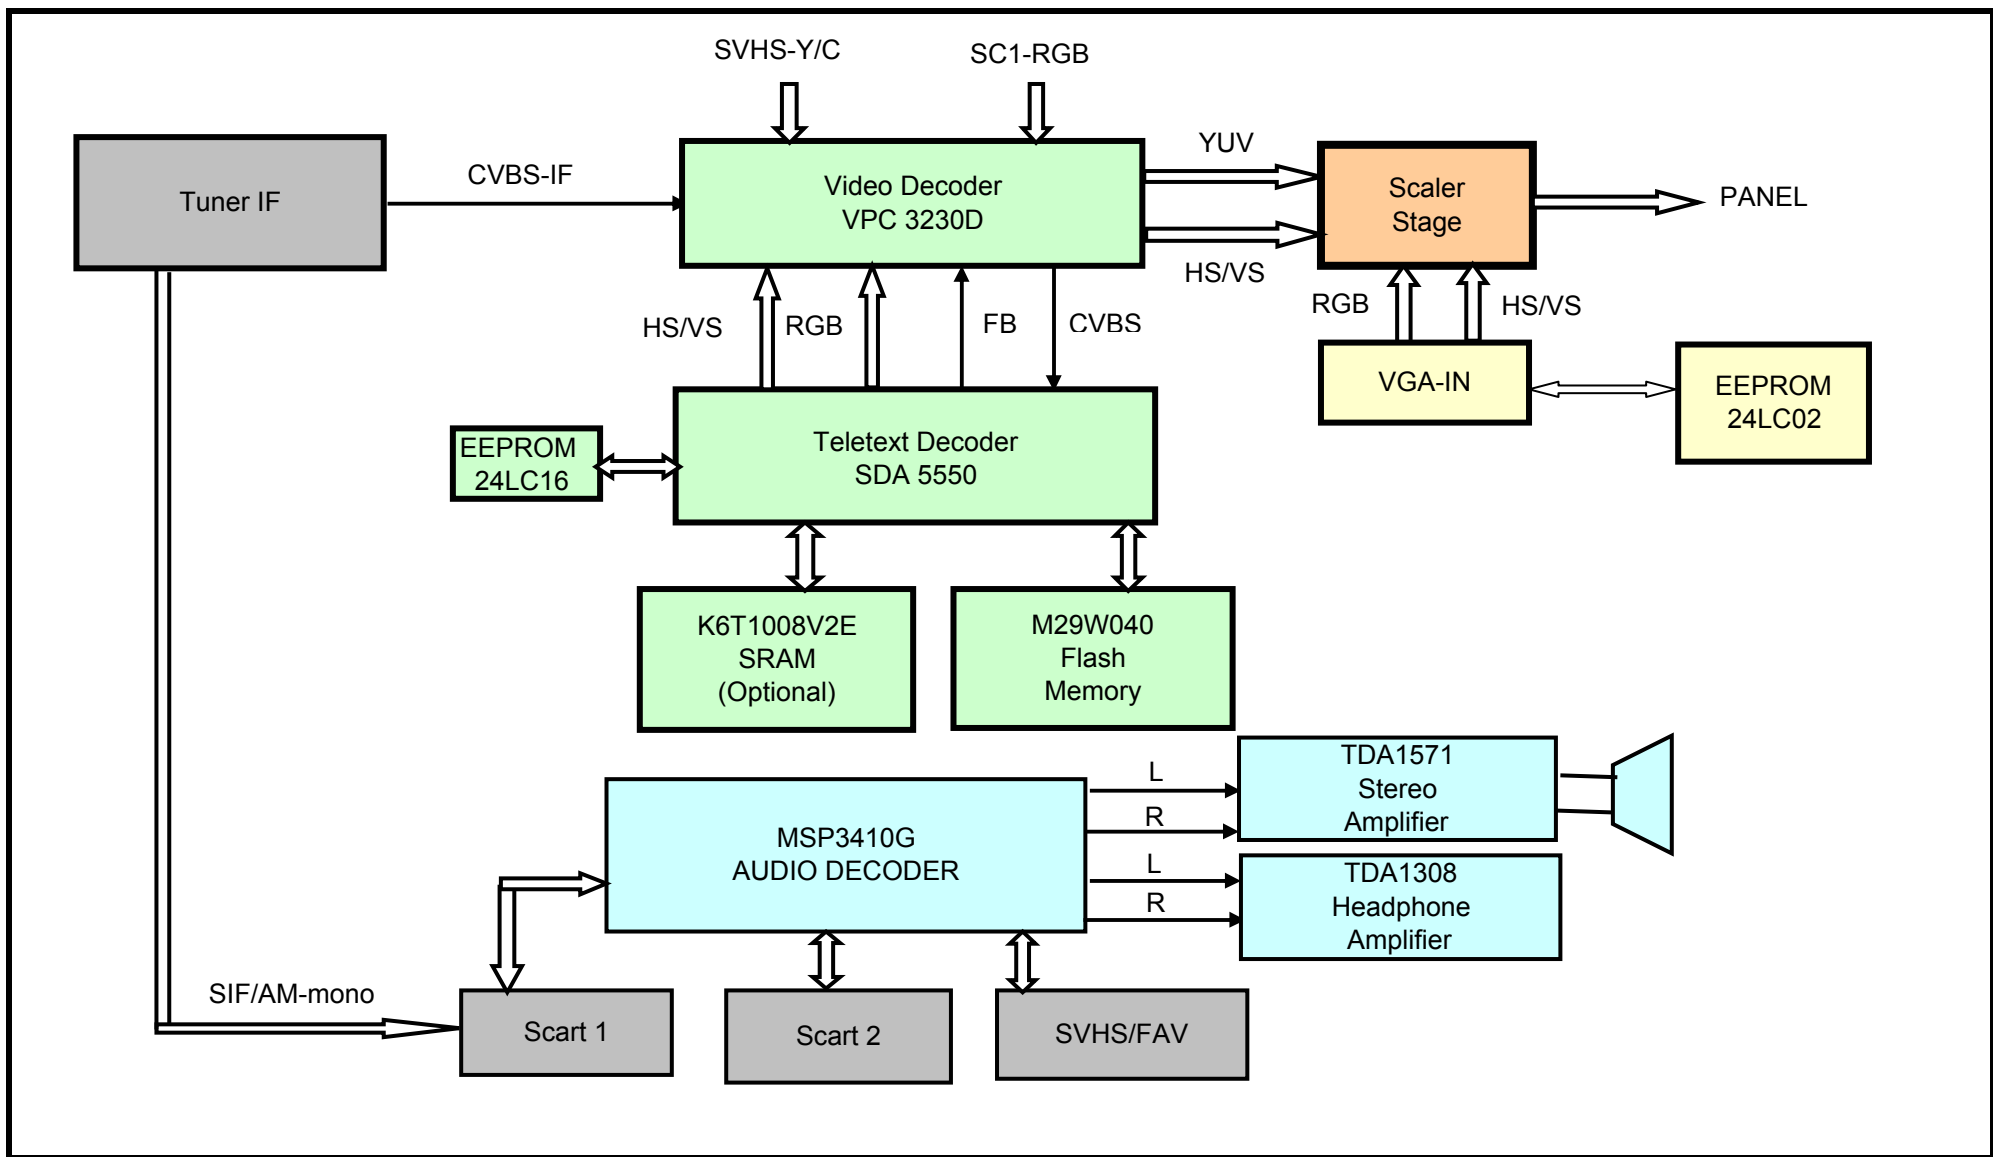 SVHS-Y/C
SC1-RGB
Tuner IF
CVBS-IF
Video Decoder
VPC 3230D
YUV
HS/VS
Scaler
Stage
PANEL
HS/VS
RGB
FB
CVBS
RGB
HS/VS
VGA-IN
EEPROM
24LC02
EEPROM
24LC16
Teletext Decoder
SDA 5550
K6T1008V2E
SRAM
(Optional)
M29W040
Flash
Memory
MSP3410G
AUDIO DECODER
L
R
L
R
TDA1571
Stereo
Amplifier
TDA1308
Headphone
Amplifier
SIF/AM-mono
Scart 1
Scart 2
SVHS/FAV